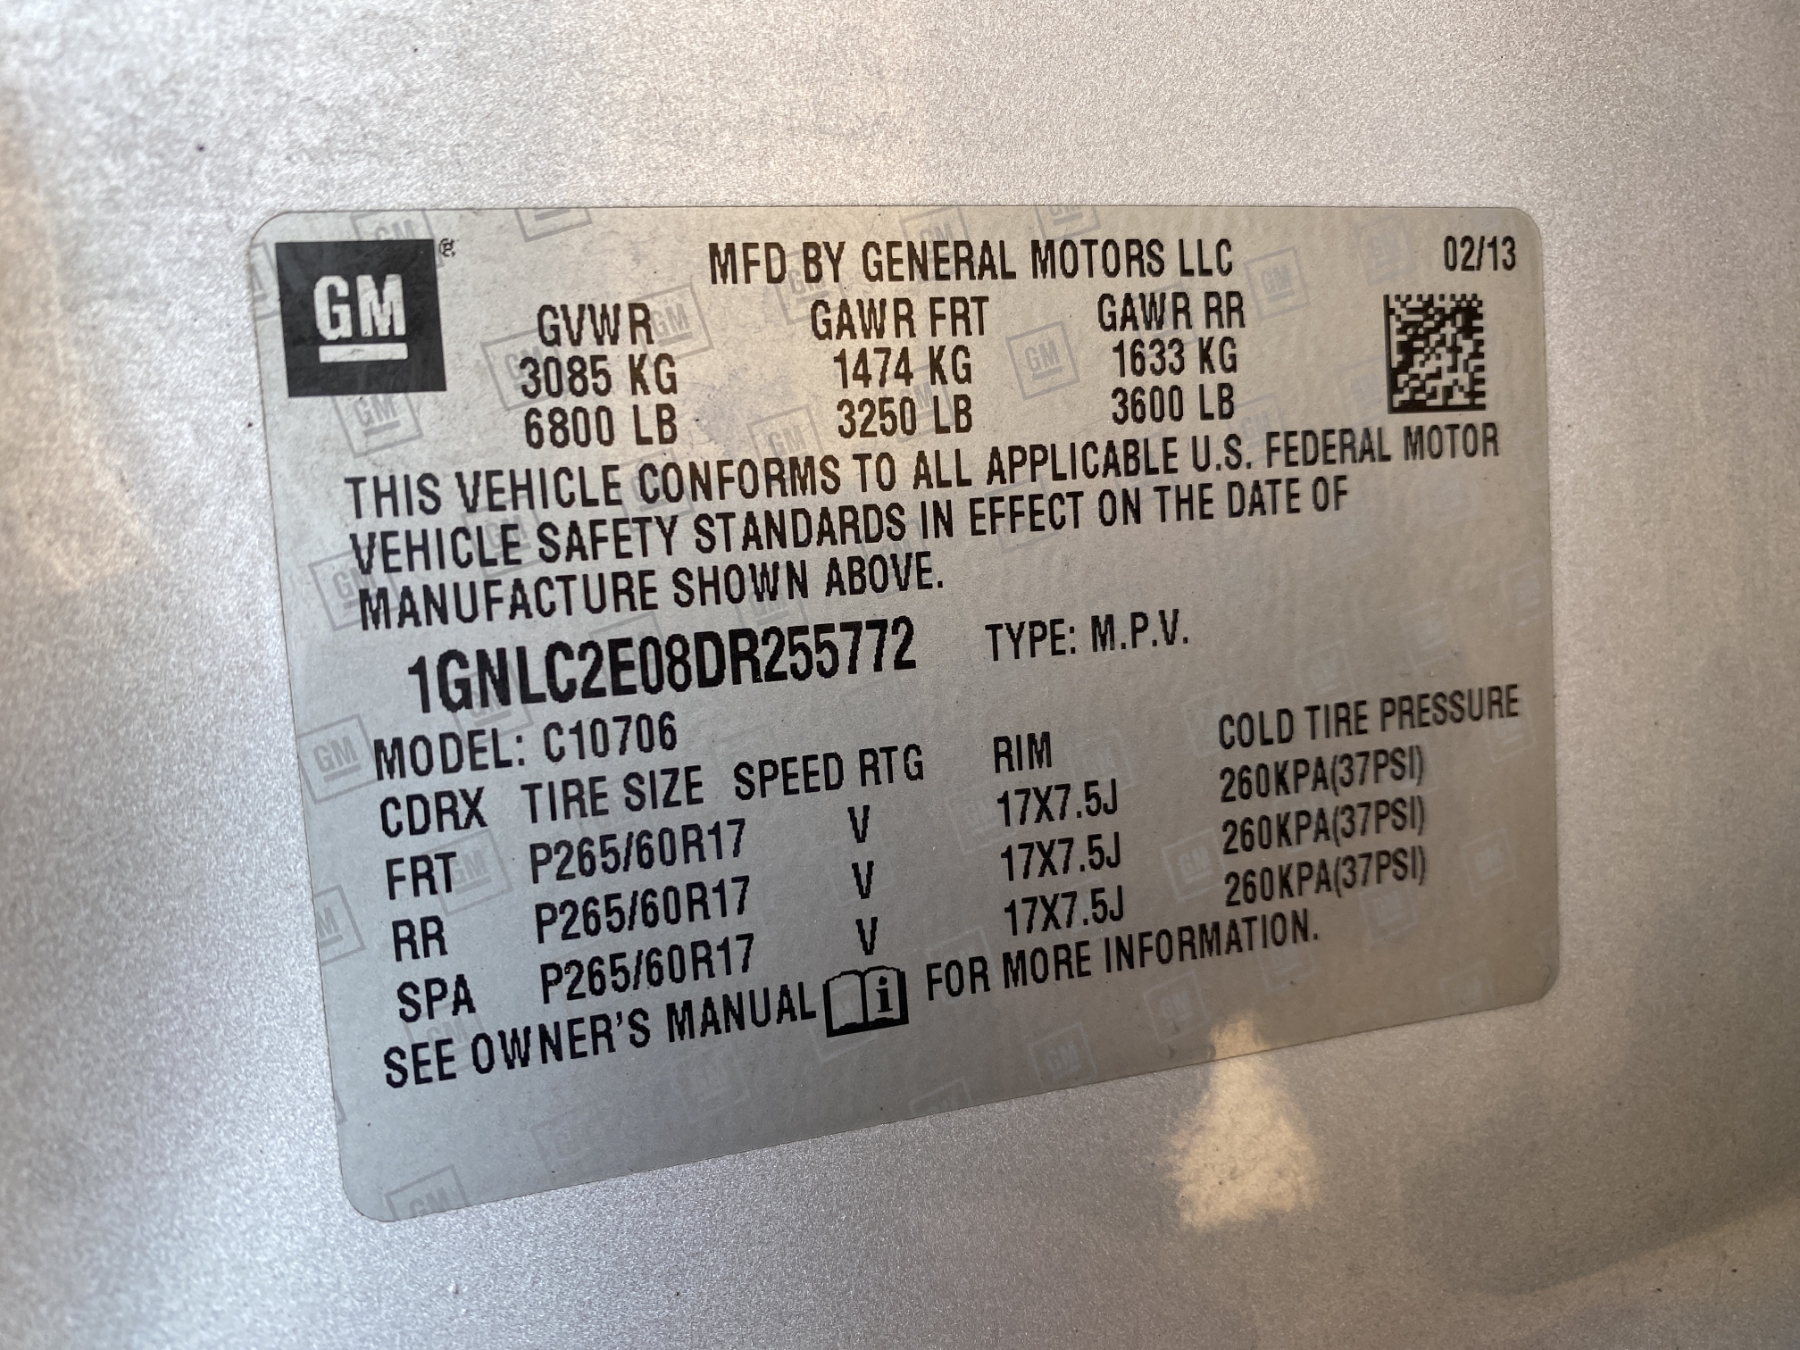 GM
MFD BY GENERAL MOTORS LLC 02/13
GVWR GAWR FRT GAWR RR
3085 KG 1474 KG 1633 KG
6800 LB 3250 LB 3600 LB
THIS VEHICLE CONFORMS TO ALL APPLICABLE U.S. FEDERAL MOTOR
VEHICLE SAFETY STANDARDS IN EFFECT ON THE DATE OF
MANUFACTURE SHOWN ABOVE.
1GNLC2E08DR255772 TYPE: M.P.V.
MODEL: C10706
CDRX TIRE SIZE SPEED RTG RIM COLD TIRE PRESSURE
FRT P265/60R17 V 17X7.5J 260KPA(37PSI)
RR P265/60R17 V 17X7.5J 260KPA(37PSI)
SPA P265/60R17 V 17X7.5J 260KPA(37PSI)
SEE OWNER'S MANUAL i FOR MORE INFORMATION.